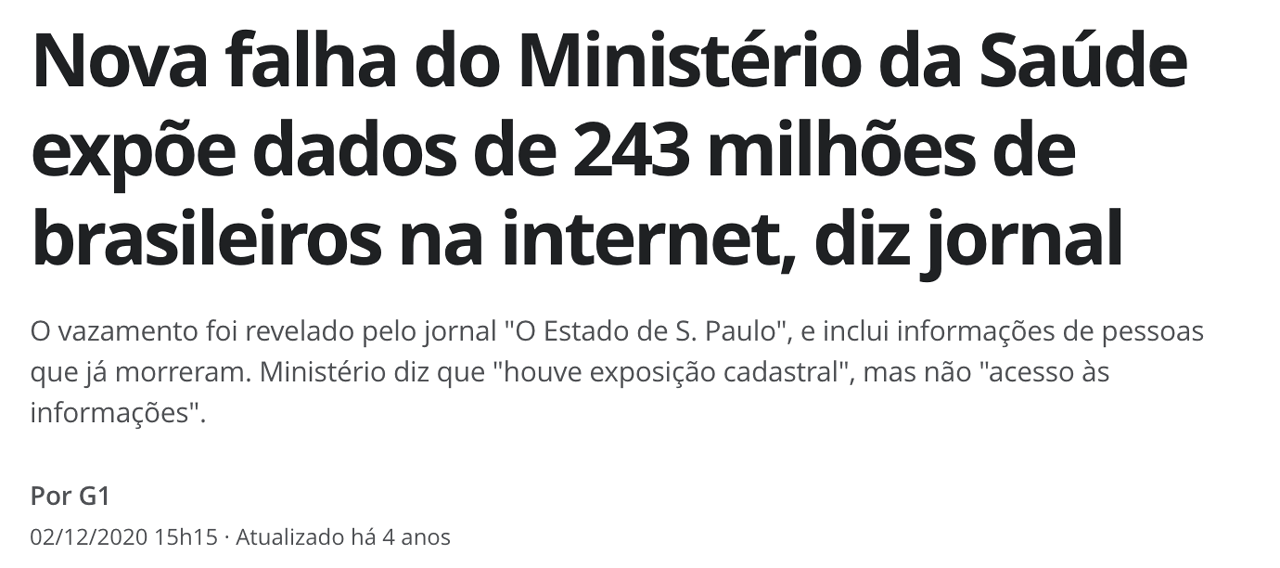 Nova falha do Ministério da Saúde
expõe dados de 243 milhões de
brasileiros na internet, diz jornal
O vazamento foi revelado pelo jornal "O Estado de S. Paulo", e inclui informações de pessoas
que já morreram. Ministério diz que "houve exposição cadastral", mas não "acesso às
informações".
Por G1
02/12/2020 15h15 · Atualizado há 4 anos